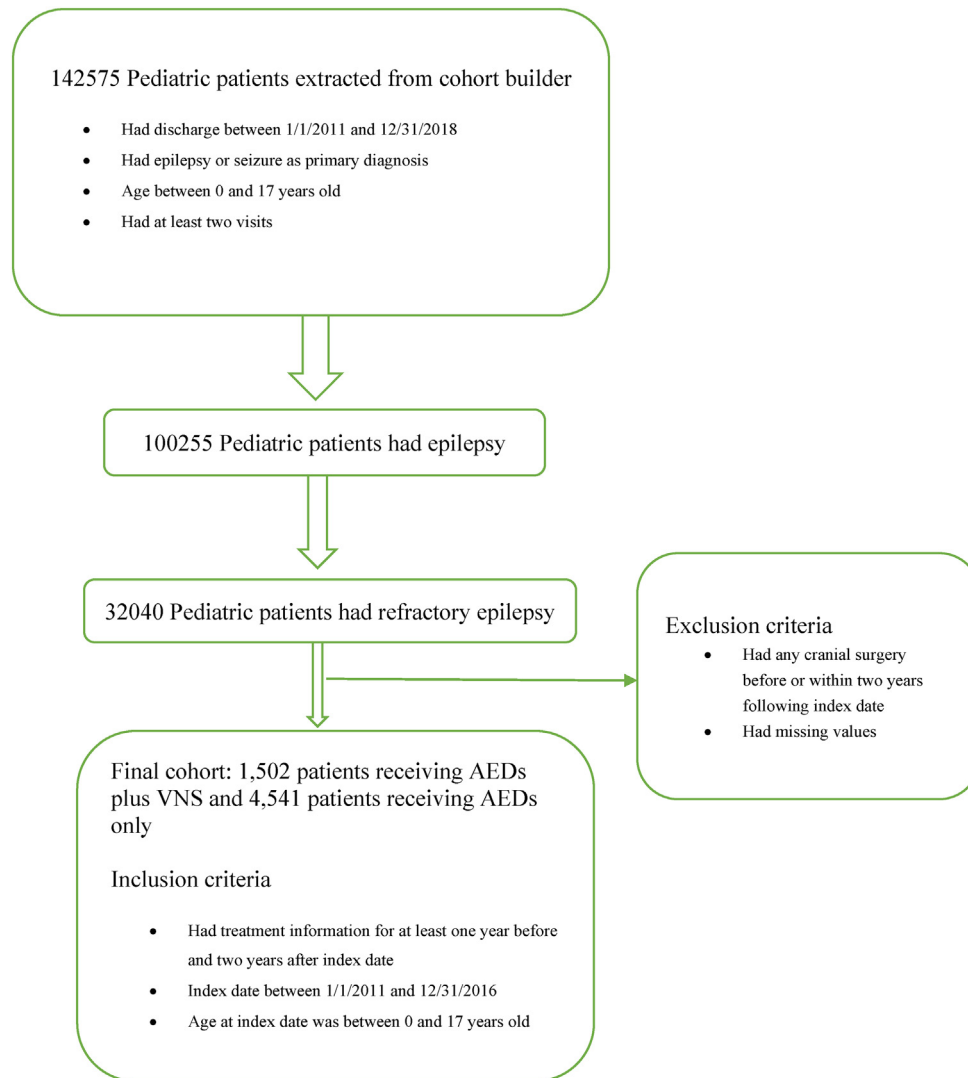 142575 Pediatric patients extracted from cohort builder
• Had discharge between 1/1/2011 and 12/31/2018
• Had epilepsy or seizure as primary diagnosis
• Age between 0 and 17 years old
• Had at least two visits
100255 Pediatric patients had epilepsy
32040 Pediatric patients had refractory epilepsy
Exclusion criteria
• Had any cranial surgery
before or within two years
following index date
• Had missing values
Final cohort: 1,502 patients receiving AEDs
plus VNS and 4,541 patients receiving AEDs
only
Inclusion criteria
• Had treatment information for at least one year before
and two years after index date
• Index date between 1/1/2011 and 12/31/2016
• Age at index date was between 0 and 17 years old